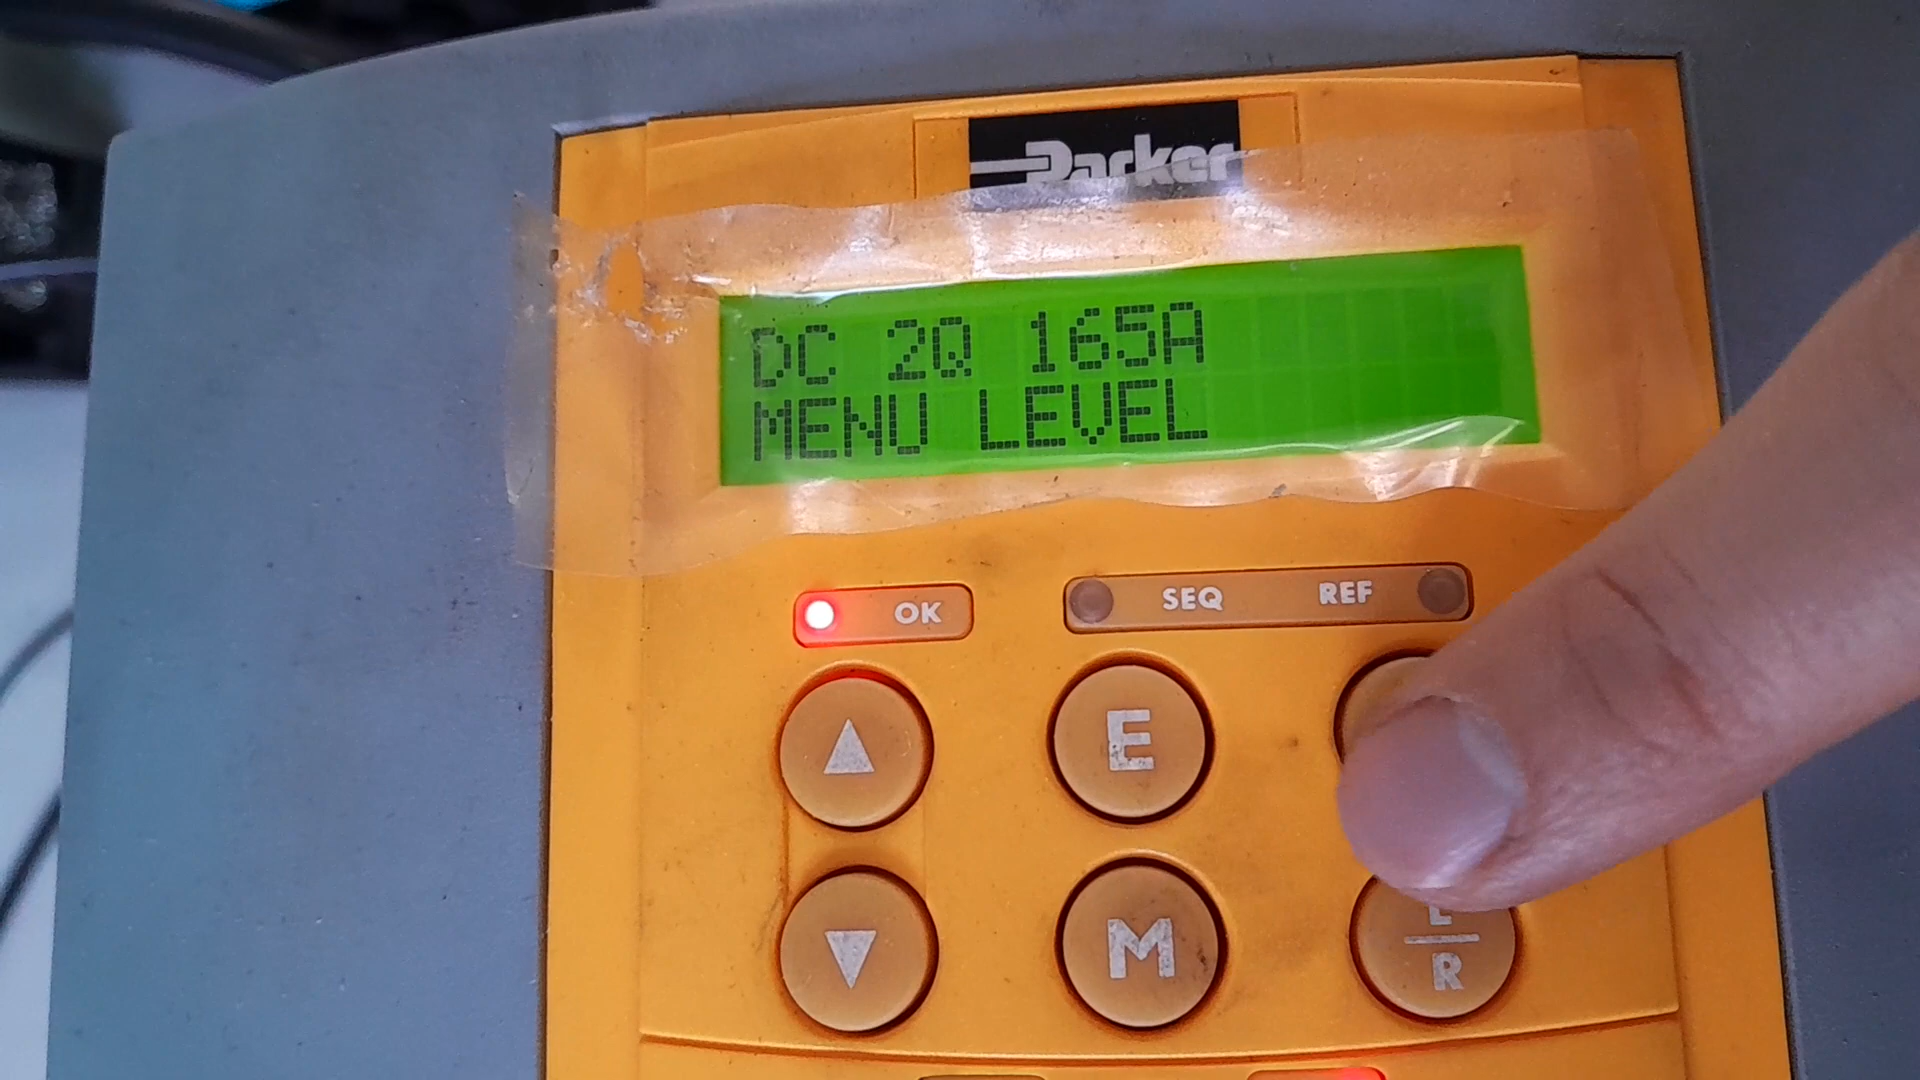 Parker
DC 2Q 165A
MENU LEVEL
OK
SEQ REF
E
M
L
R